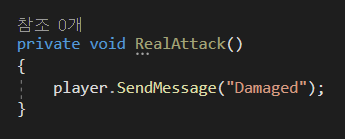 참조 0개
private void RealAttack()
{
player.SendMessage("Damaged");
}